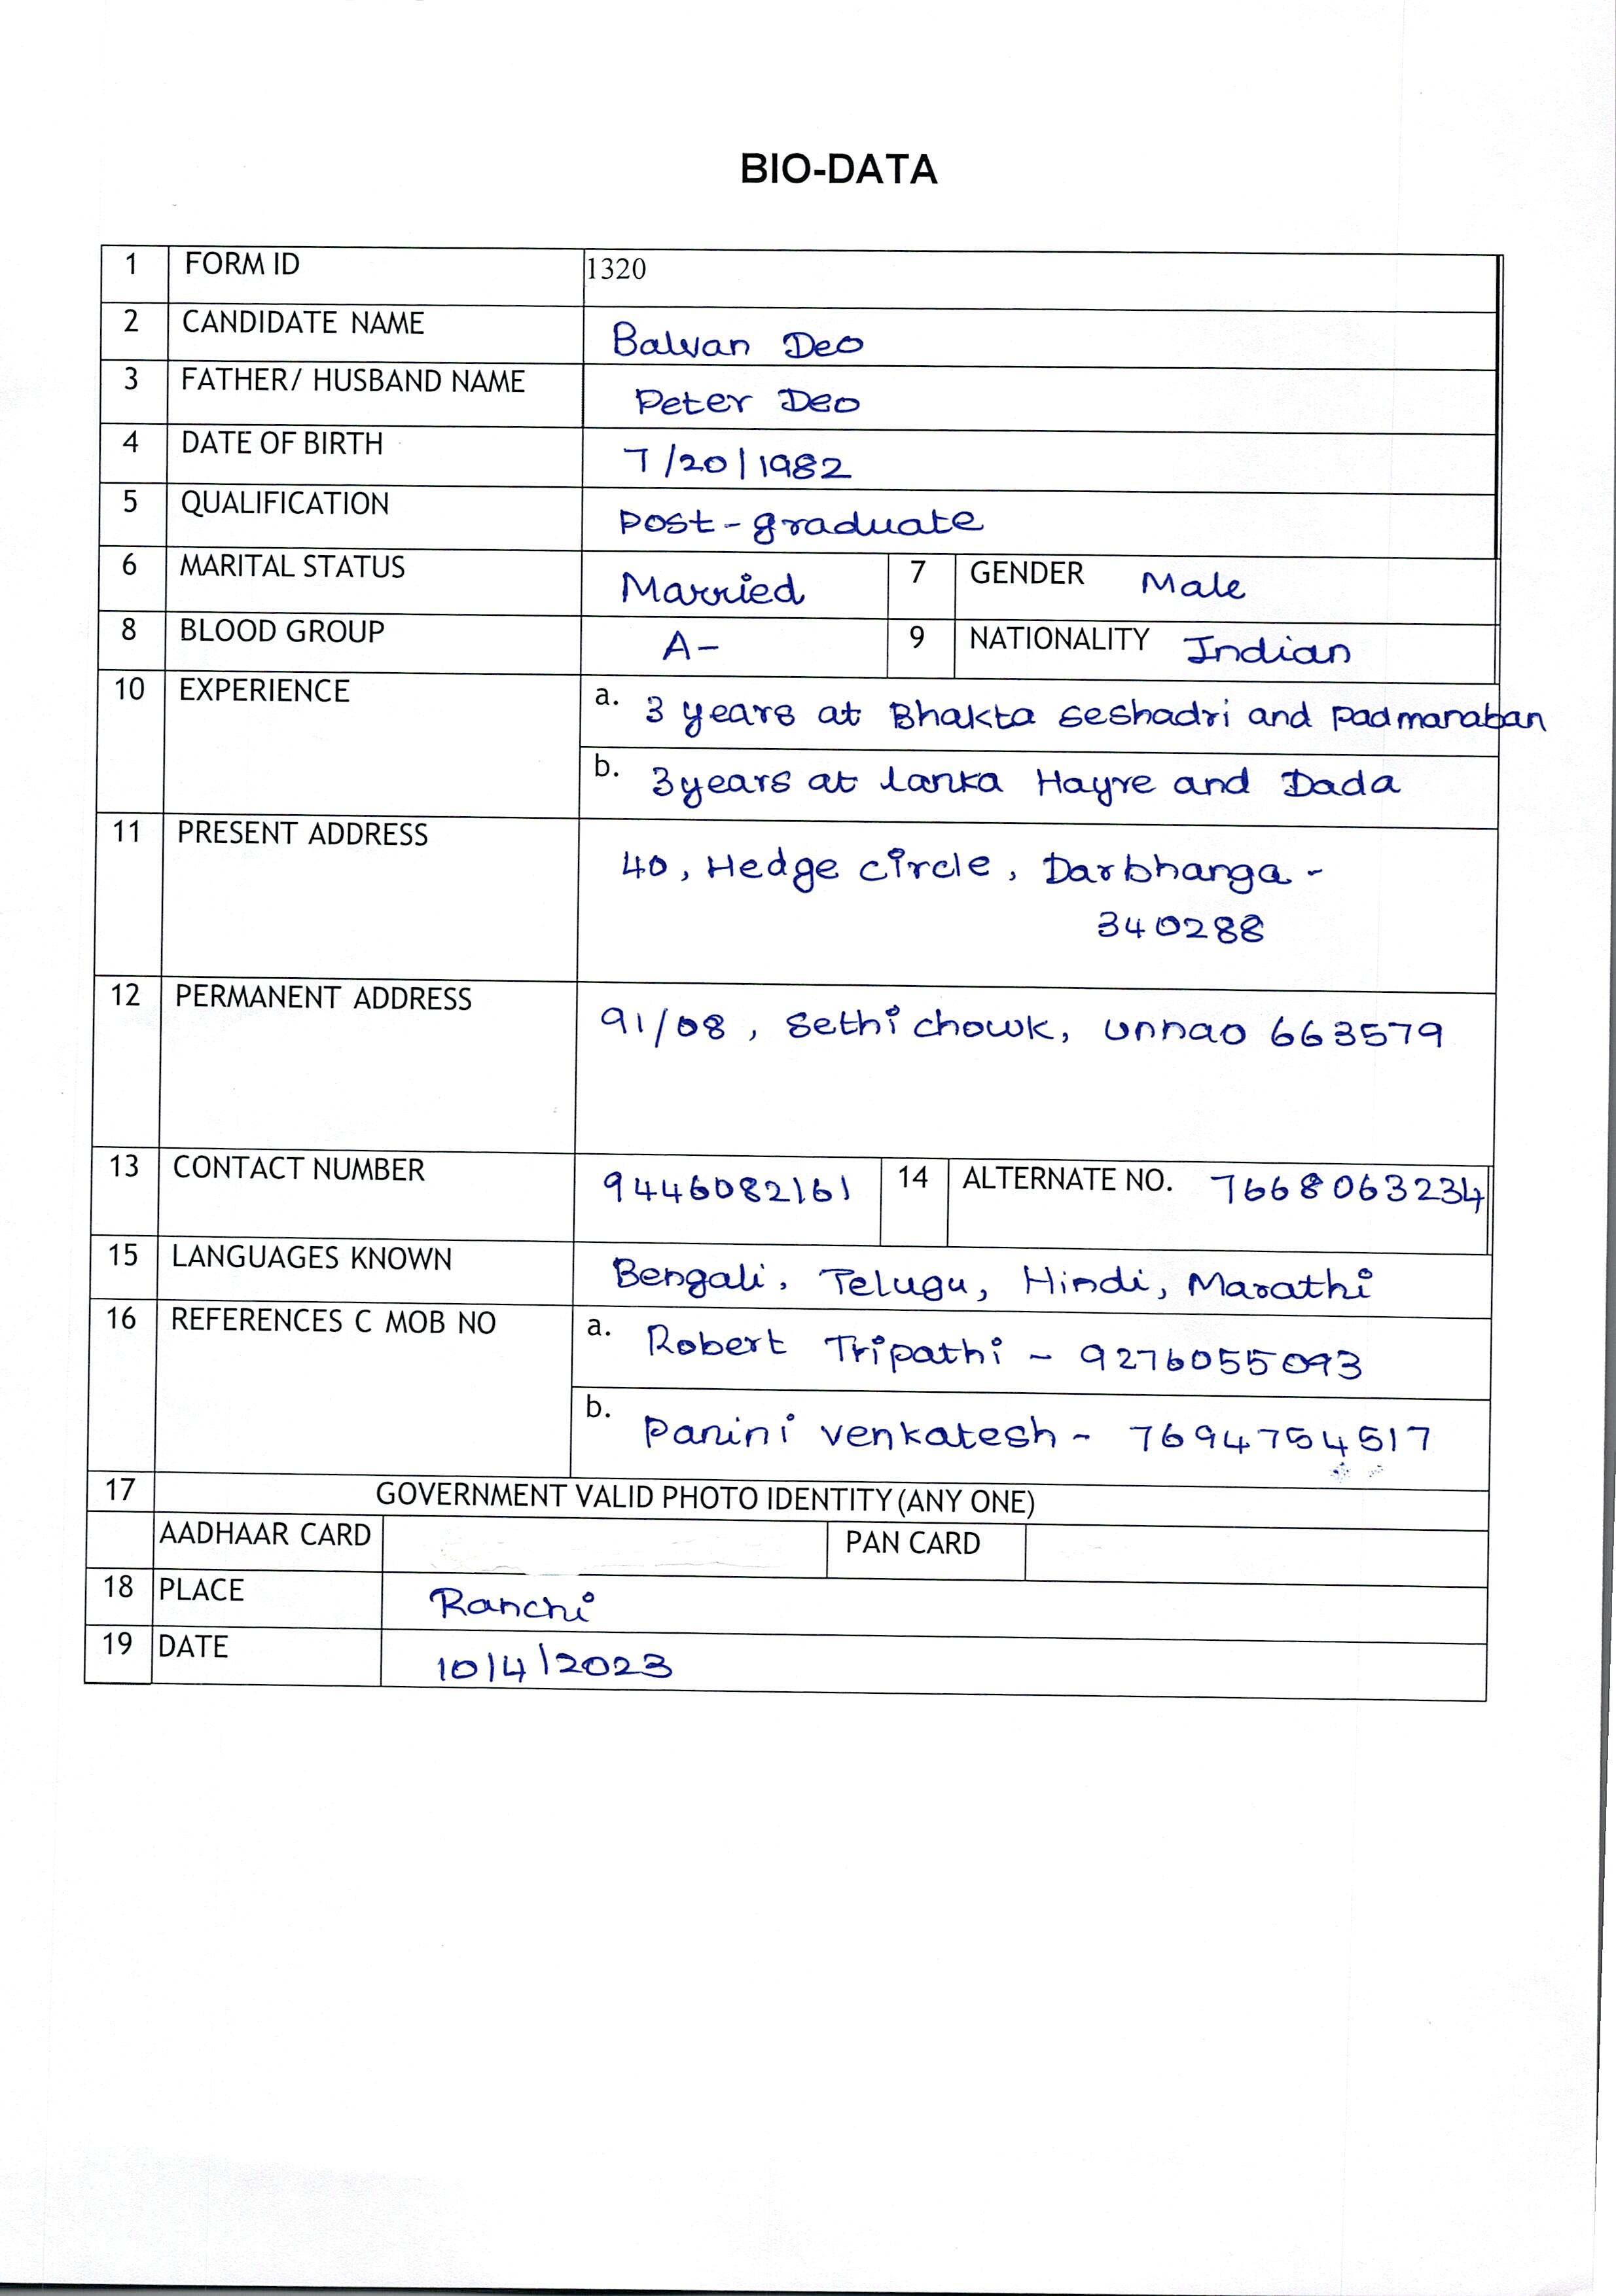 BIO-DATA
1 FORM ID 1320
2 CANDIDATE NAME Balvan Deo
3 FATHER/ HUSBAND NAME Peter Deo
4 DATE OF BIRTH 7/20/1982
5 QUALIFICATION Post-graduate
6 MARITAL STATUS Married 7 GENDER Male
8 BLOOD GROUP A- 9 NATIONALITY Indian
10 EXPERIENCE a. 3 years at Bhakta Seshadri and Padmanaban
b. 3 years at Lanka Hayre and Dada
11 PRESENT ADDRESS 40, Hedge circle, Darbhanga -
340288
12 PERMANENT ADDRESS 91/08, Sethi chowk, Unnao 663579
13 CONTACT NUMBER 9446082161 14 ALTERNATE NO. 7668063234
15 LANGUAGES KNOWN Bengali, Telugu, Hindi, Marathi
16 REFERENCES C MOB NO a. Robert Tripathi - 9276055093
b. Panini Venkatesh - 7694754517
17 GOVERNMENT VALID PHOTO IDENTITY (ANY ONE)
AADHAAR CARD PAN CARD
18 PLACE Ranchi
19 DATE 10/4/2023